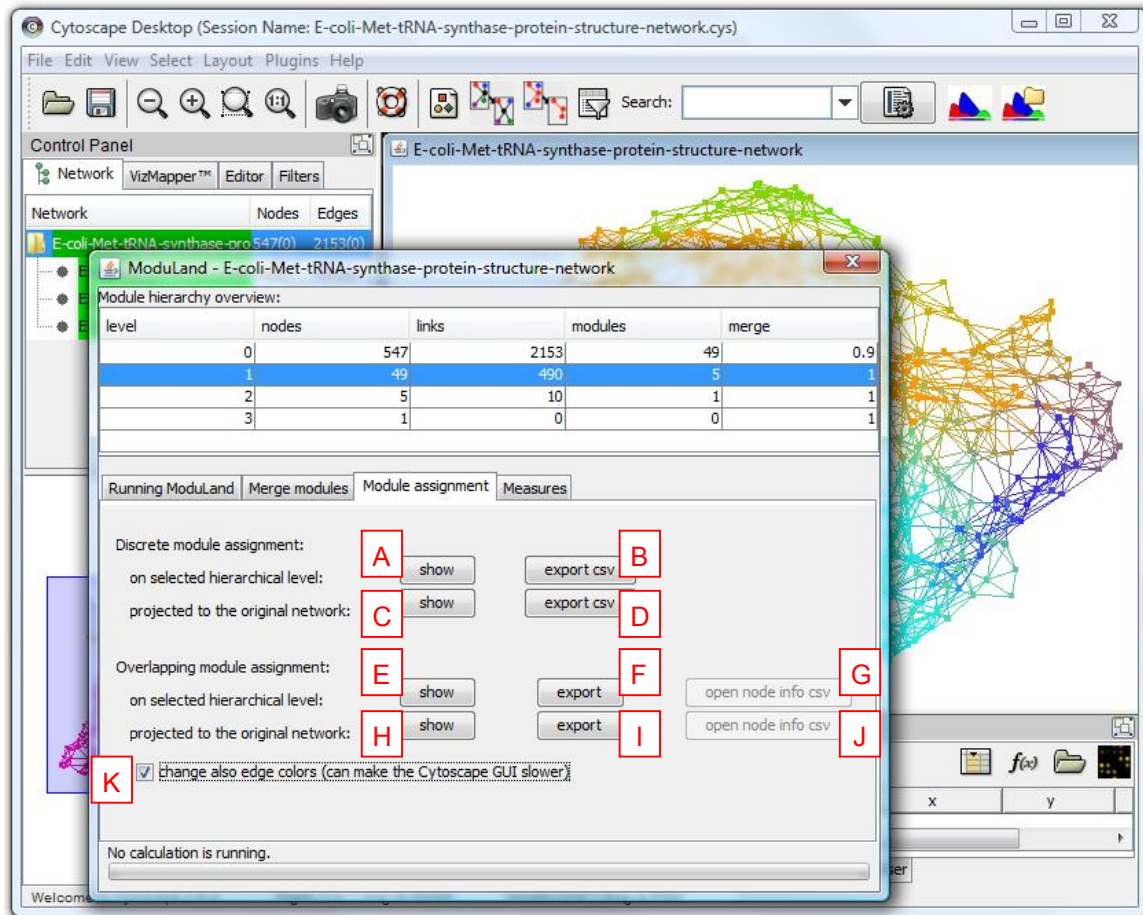 Cytoscape Desktop (Session Name: E-coli-Met-tRNA-synthase-protein-structure-network.cys)
File Edit View Select Layout Plugins Help
1:1 Search:
Control Panel
E-coli-Met-tRNA-synthase-protein-structure-network
Network VizMapper™ Editor Filters
Network Nodes Edges
E-coli-Met-tRNA-synthase-pro 547(0) 2153(0)
ModuLand - E-coli-Met-tRNA-synthase-protein-structure-network
Module hierarchy overview:
level nodes links modules merge
0 547 2153 49 0.9
1 49 490 5 1
2 5 10 1 1
3 1 0 0 1
Running ModuLand Merge modules Module assignment Measures
Discrete module assignment:
on selected hierarchical level: A show export csv B
projected to the original network: C show export csv D
Overlapping module assignment:
on selected hierarchical level: E show export F open node info csv G
projected to the original network: H show export I open node info csv J
K change also edge colors (can make the Cytoscape GUI slower)
f(x)
x y
No calculation is running.
ser
Welcome